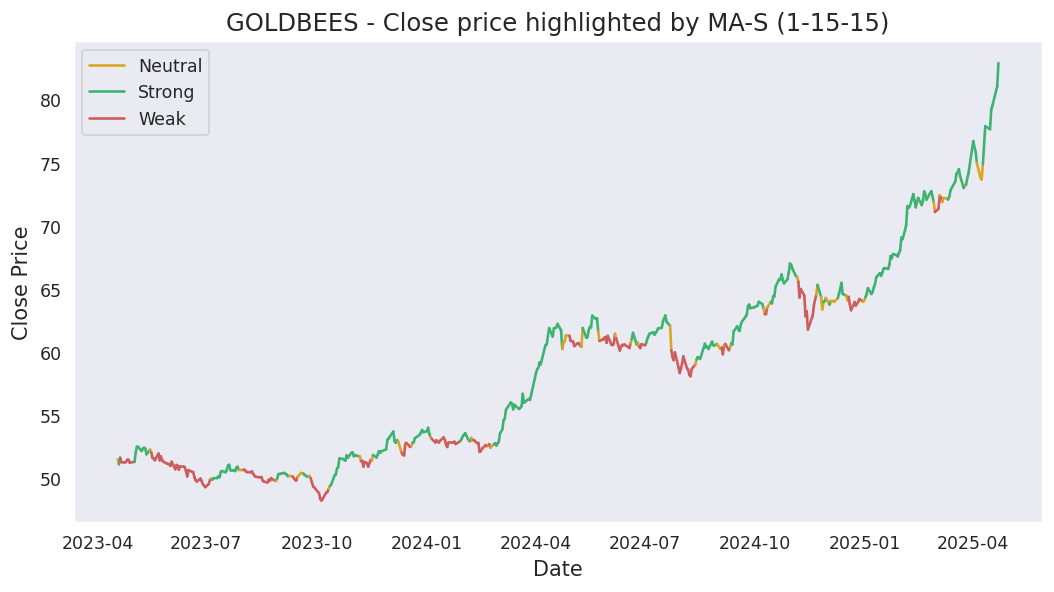 GOLDBEES - Close price highlighted by MA-S (1-15-15)
Neutral
Strong
Weak
Close Price
80
75
70
65
60
55
50
2023-04 2023-07 2023-10 2024-01 2024-04 2024-07 2024-10 2025-01 2025-04
Date